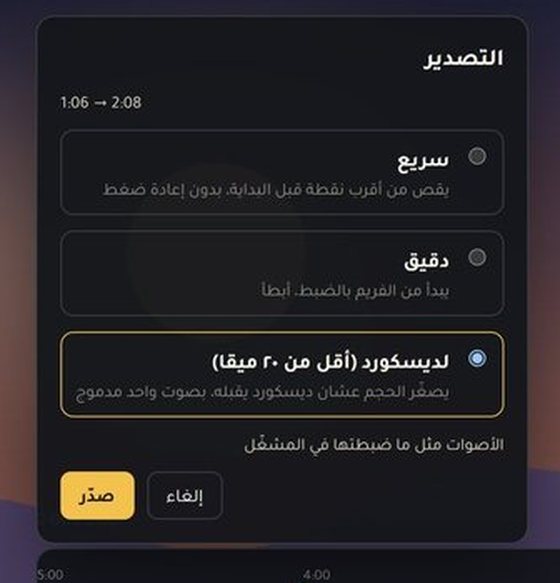 التصدير
1:06 → 2:08
سريع
يقص من أقرب نقطة قبل البداية. بدون إعادة ضغط
دقيق
يبدأ من الفريم بالضبط. أبطأ
لديسكورد (أقل من ٢٠ ميقا)
يصغّر الحجم عشان ديسكورد يقبله. بصوت واحد مدموج
الأصوات مثل ما ضبطتها في المشغّل
إلغاء
صدّر
5:00
4:00